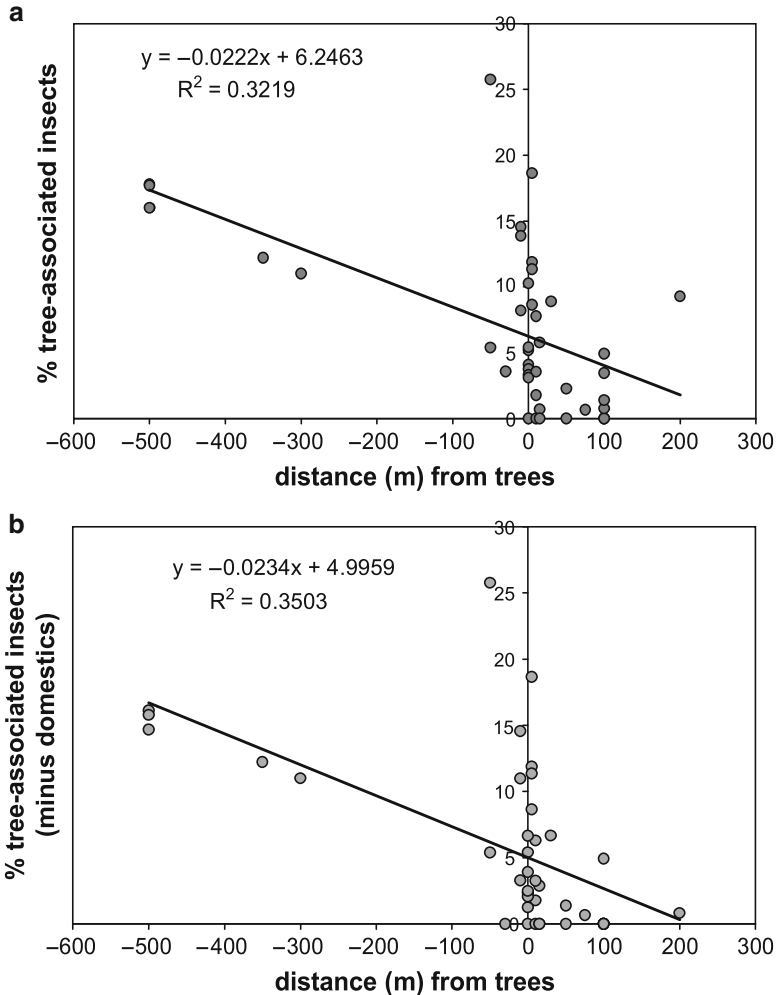 a
30
25
20
15
10
5
0
y = −0.0222x + 6.2463
R² = 0.3219
% tree-associated insects
−600 −500 −400 −300 −200 −100 0 100 200 300
distance (m) from trees
b
30
25
20
15
10
5
0
y = −0.0234x + 4.9959
R² = 0.3503
% tree-associated insects
(minus domestics)
−600 −500 −400 −300 −200 −100 0 100 200 300
distance (m) from trees